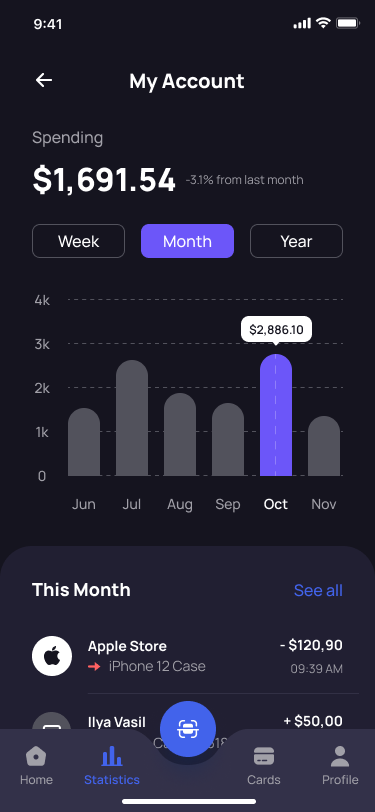 9:41
My Account
Spending
$1,691.54 -3.1% from last month
Week Month Year
4k
3k
$2,886.10
2k
1k
0
Jun Jul Aug Sep Oct Nov
This Month See all
Apple Store - $120,90
iPhone 12 Case 09:39 AM
Ilya Vasil + $50,00
Home Statistics Cards Profile